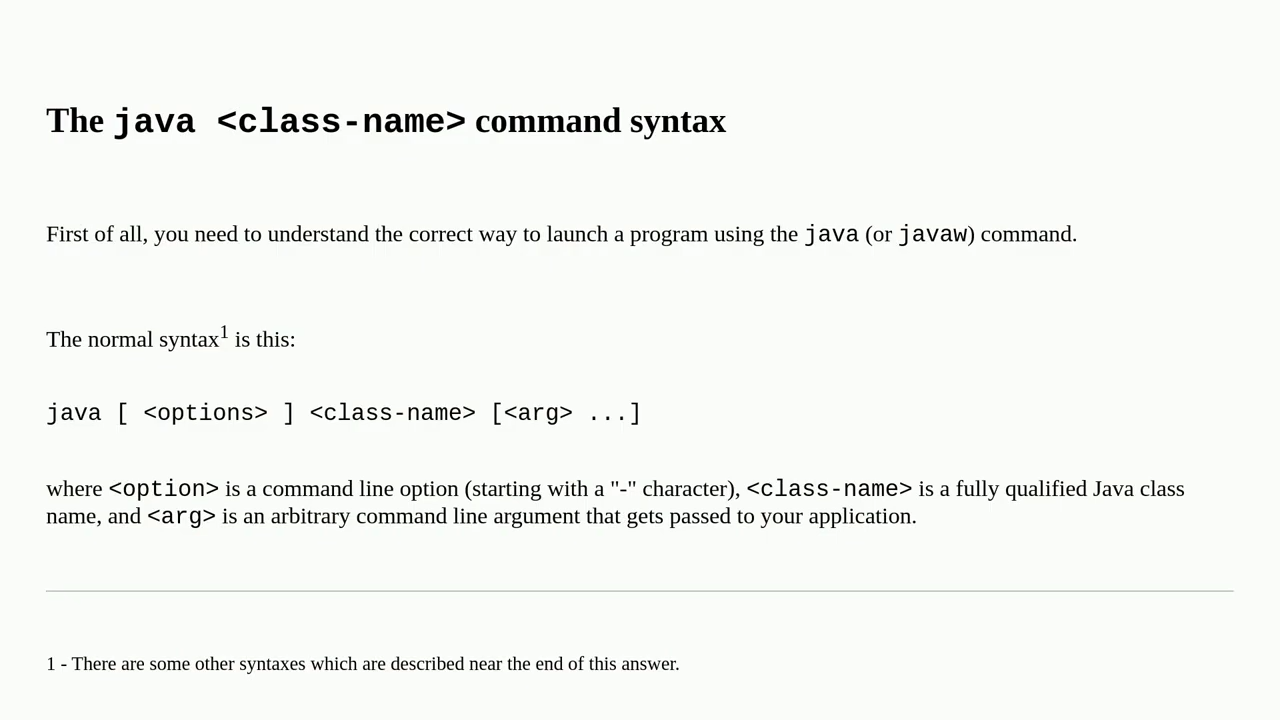 The java <class-name> command syntax
First of all, you need to understand the correct way to launch a program using the java (or javaw) command.
The normal syntax1 is this:
java [ <options> ] <class-name> [<arg> ...]
where <option> is a command line option (starting with a "-" character), <class-name> is a fully qualified Java class
name, and <arg> is an arbitrary command line argument that gets passed to your application.
1 - There are some other syntaxes which are described near the end of this answer.